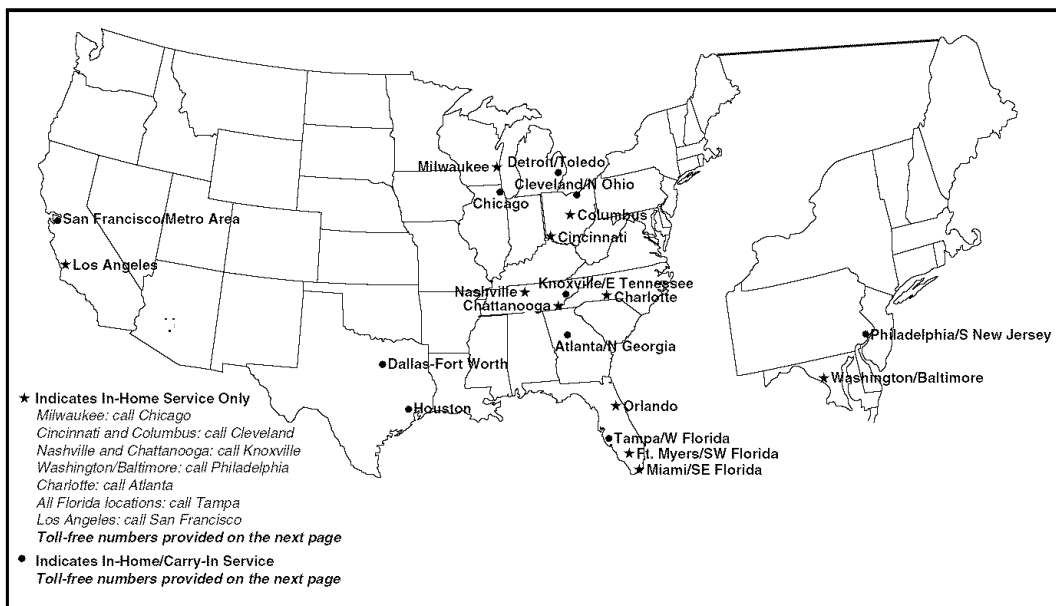 Milwaukee
Detroit/Toledo
Cleveland/N Ohio
Chicago
Columbus
Cincinnati
San Francisco/Metro Area
Los Angeles
Knoxville/E Tennessee
Nashville
Charlotte
Chattanooga
Atlanta/N Georgia
Philadelphia/S New Jersey
Dallas-Fort Worth
Washington/Baltimore
Houston
Orlando
Tampa/W Florida
Ft. Myers/SW Florida
Miami/SE Florida
★ Indicates In-Home Service Only
Milwaukee: call Chicago
Cincinnati and Columbus: call Cleveland
Nashville and Chattanooga: call Knoxville
Washington/Baltimore: call Philadelphia
Charlotte: call Atlanta
All Florida locations: call Tampa
Los Angeles: call San Francisco
Toll-free numbers provided on the next page
● Indicates In-Home/Carry-In Service
Toll-free numbers provided on the next page